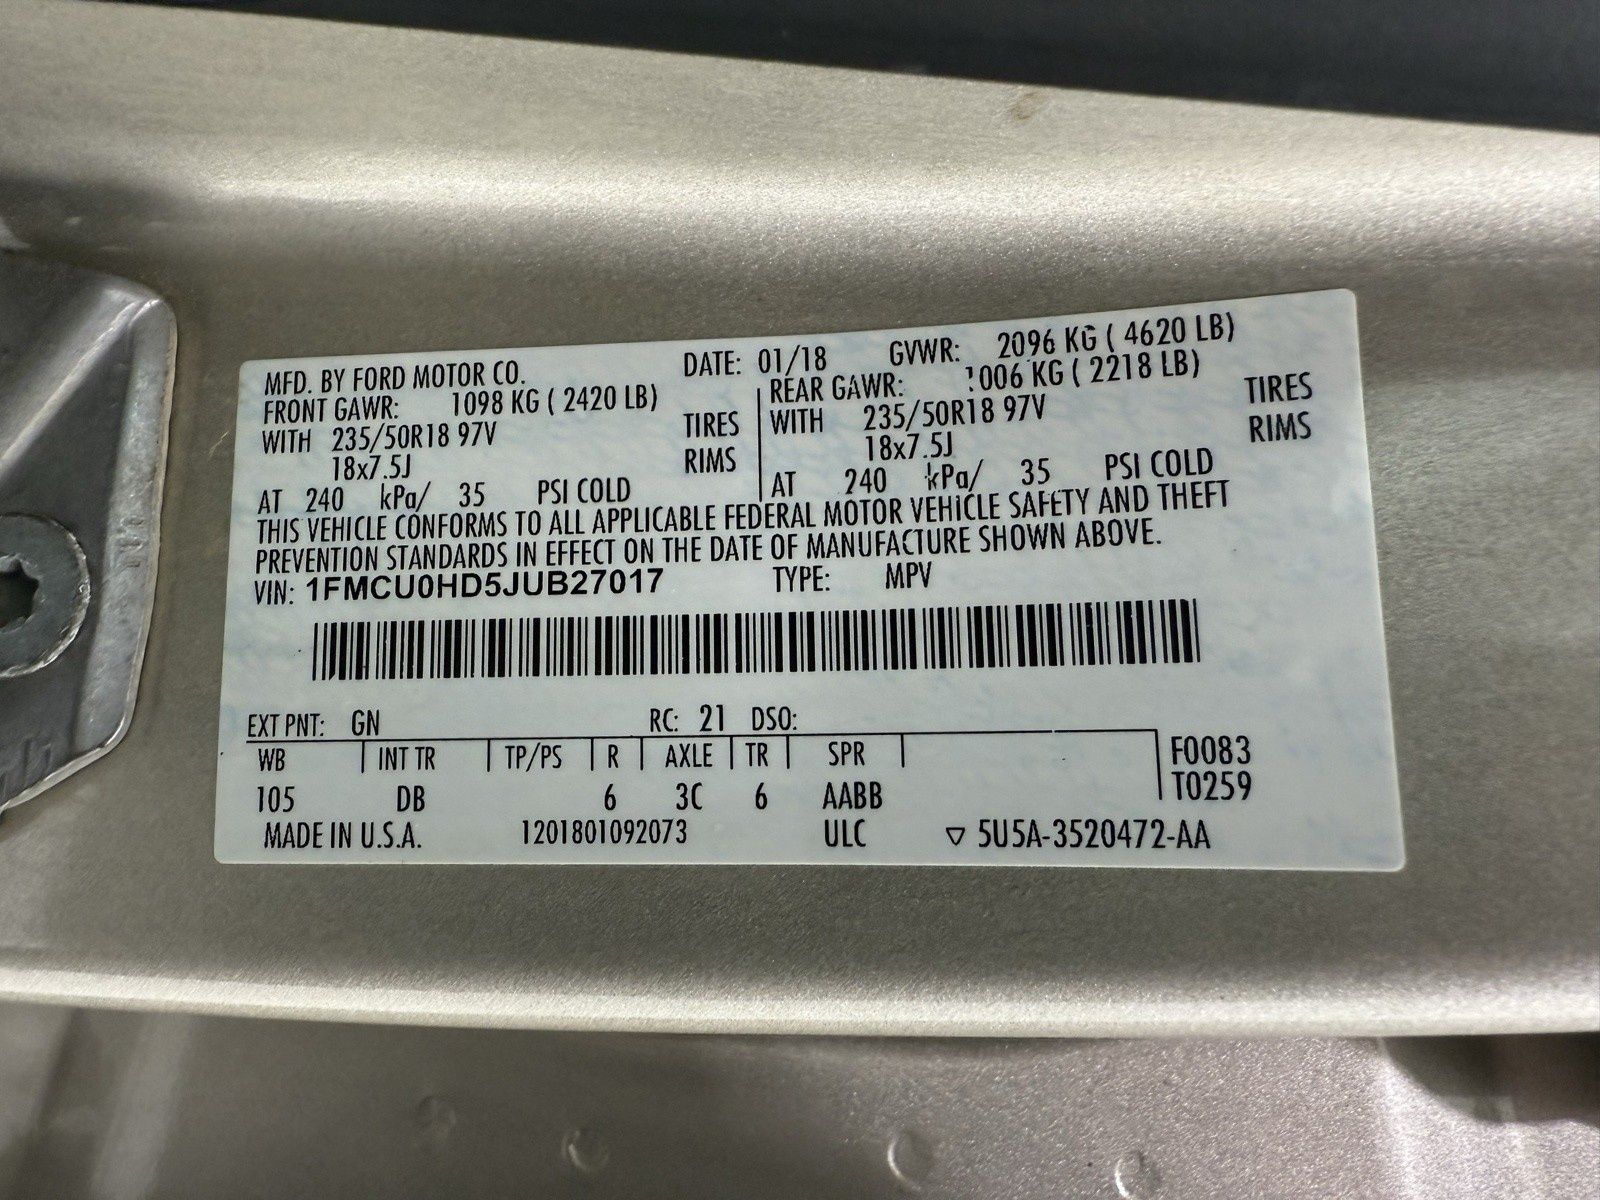 MFD. BY FORD MOTOR CO. DATE: 01/18 GVWR: 2096 KG ( 4620 LB)
FRONT GAWR: 1098 KG ( 2420 LB) REAR GAWR: 1006 KG ( 2218 LB)
WITH 235/50R18 97V TIRES WITH 235/50R18 97V TIRES
18x7.5J RIMS 18x7.5J RIMS
AT 240 kPa/ 35 PSI COLD AT 240 kPa/ 35 PSI COLD
THIS VEHICLE CONFORMS TO ALL APPLICABLE FEDERAL MOTOR VEHICLE SAFETY AND THEFT
PREVENTION STANDARDS IN EFFECT ON THE DATE OF MANUFACTURE SHOWN ABOVE.
VIN: 1FMCU0HD5JUB27017 TYPE: MPV
EXT PNT: GN RC: 21 DSO:
WB INT TR TP/PS R AXLE TR SPR F0083
105 DB 6 3C 6 AABB T0259
MADE IN U.S.A. 1201801092073 ULC ▽ 5U5A-3520472-AA